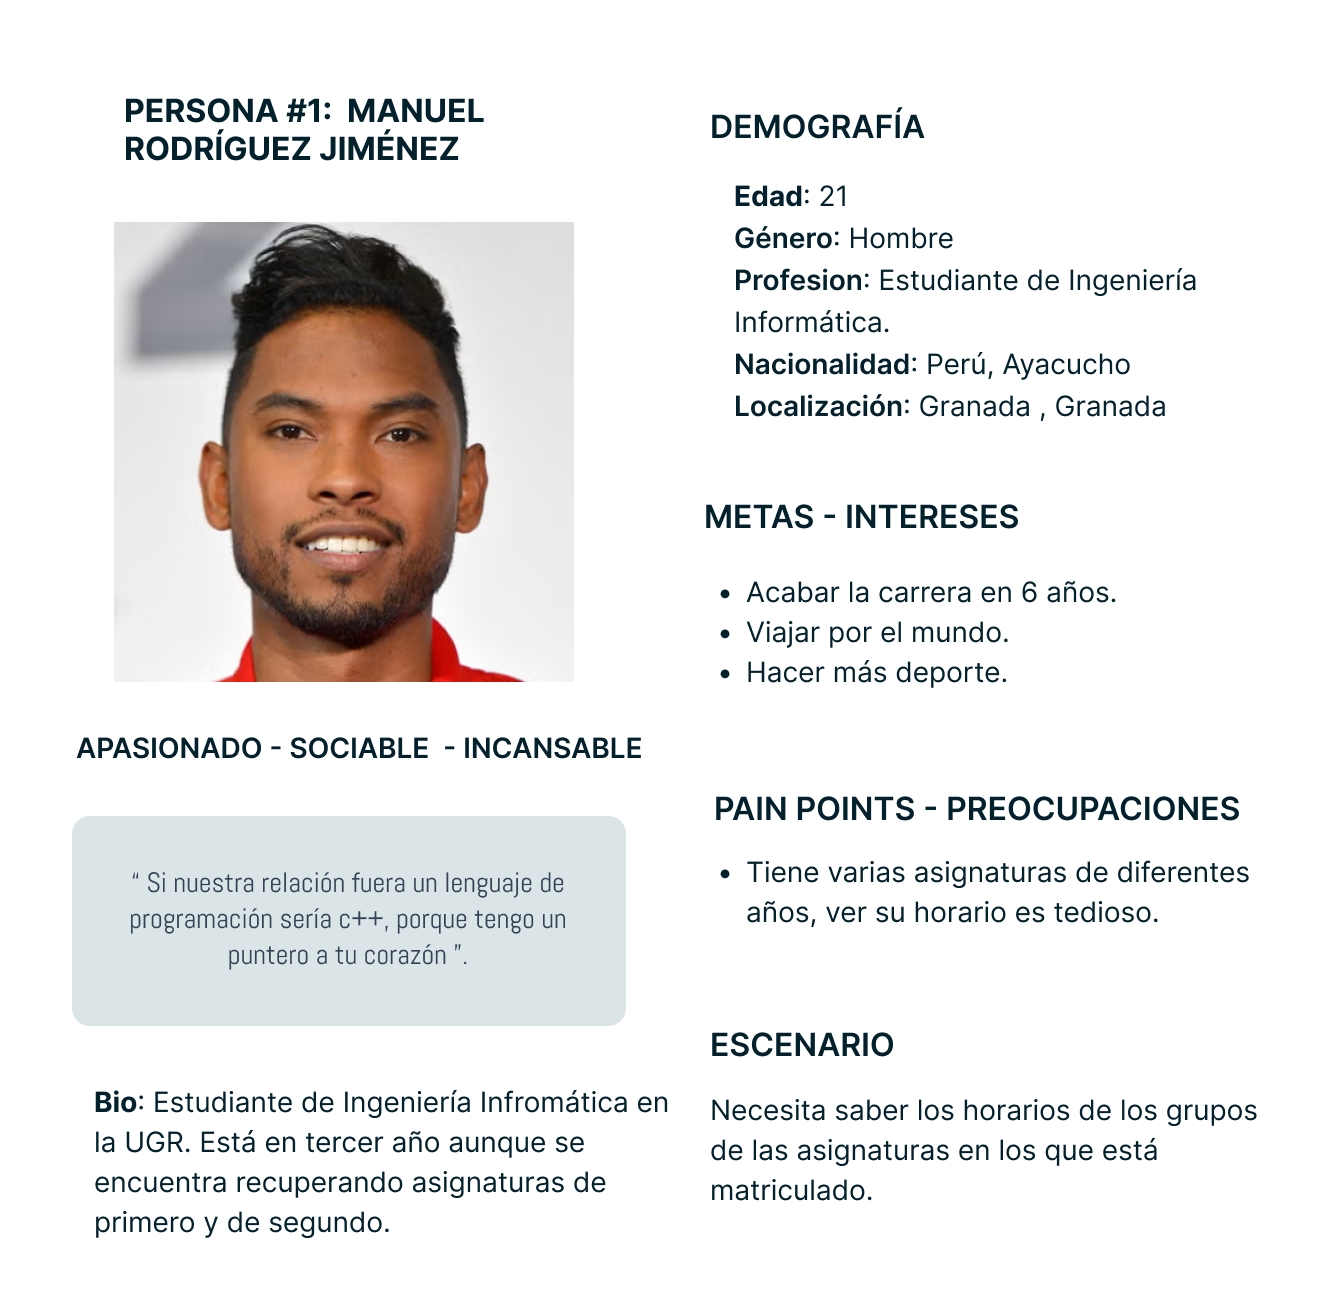 PERSONA #1:  MANUEL
RODRÍGUEZ JIMÉNEZ
APASIONADO - SOCIABLE  - INCANSABLE
“ Si nuestra relación fuera un lenguaje de
programación sería c++, porque tengo un
puntero a tu corazón ”.
Bio: Estudiante de Ingeniería Infromática en
la UGR. Está en tercer año aunque se
encuentra recuperando asignaturas de
primero y de segundo.
DEMOGRAFÍA
Edad: 21
Género: Hombre
Profesion: Estudiante de Ingeniería
Informática.
Nacionalidad: Perú, Ayacucho
Localización: Granada , Granada
METAS - INTERESES
• Acabar la carrera en 6 años.
• Viajar por el mundo.
• Hacer más deporte.
PAIN POINTS - PREOCUPACIONES
• Tiene varias asignaturas de diferentes
años, ver su horario es tedioso.
ESCENARIO
Necesita saber los horarios de los grupos
de las asignaturas en los que está
matriculado.